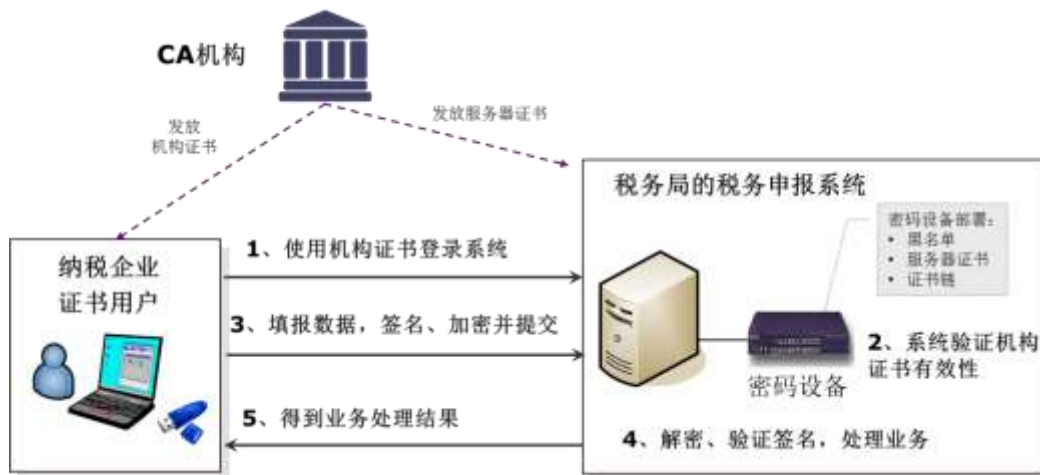 CA机构
发放
机构证书
发放服务器证书
税务局的税务申报系统
密码设备部署：
• 黑名单
• 服务器证书
• 证书链
纳税企业
证书用户
1、使用机构证书登录系统
3、填报数据，签名、加密并提交
2、系统验证机构
证书有效性
密码设备
5、得到业务处理结果
4、解密、验证签名，处理业务